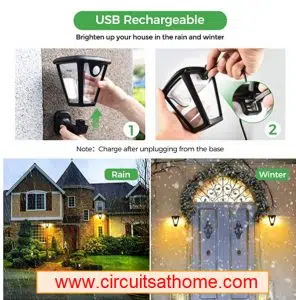 USB Rechargeable
Brighten up your house in the rain and winter
1
2
Note: Charge after unplugging from the base
Rain
Winter
www.circuitsathome.com